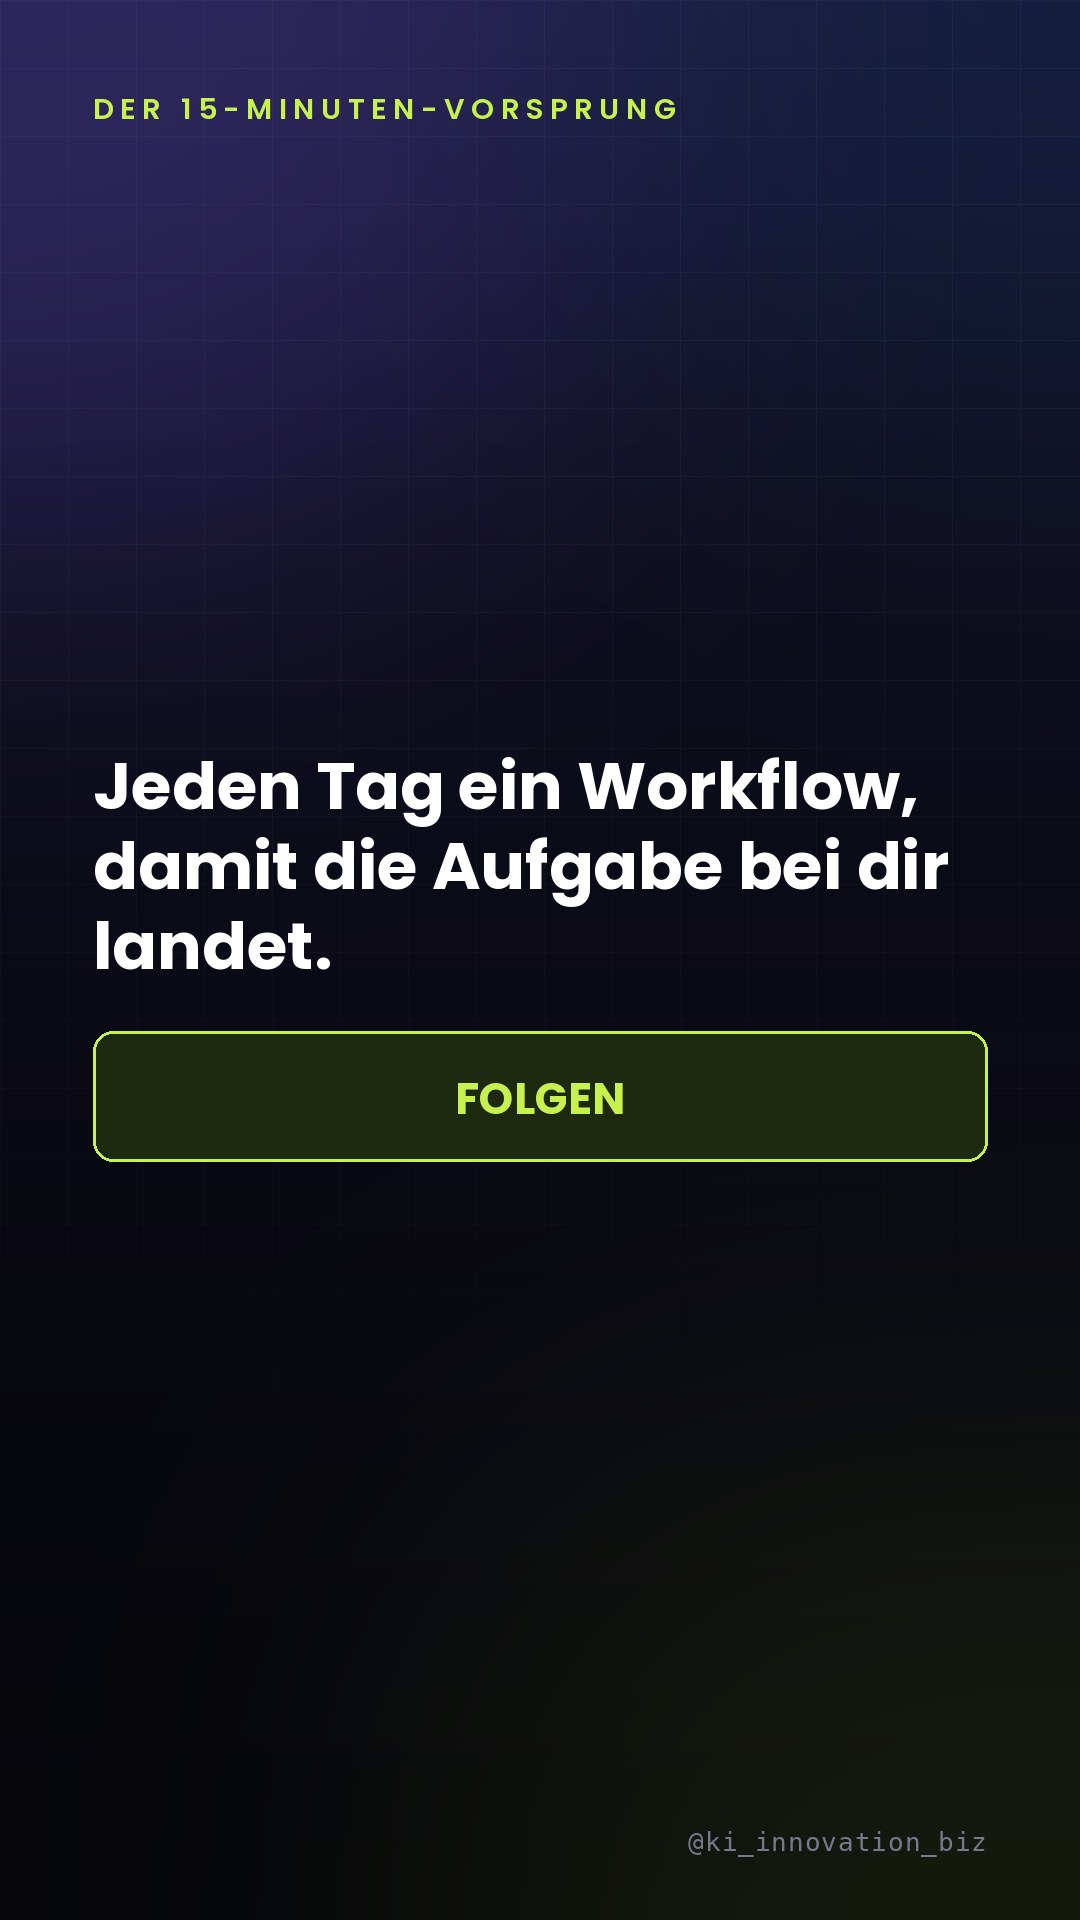 DER 15-MINUTEN-VORSPRUNG
Jeden Tag ein Workflow,
damit die Aufgabe bei dir
landet.
FOLGEN
@ki_innovation_biz